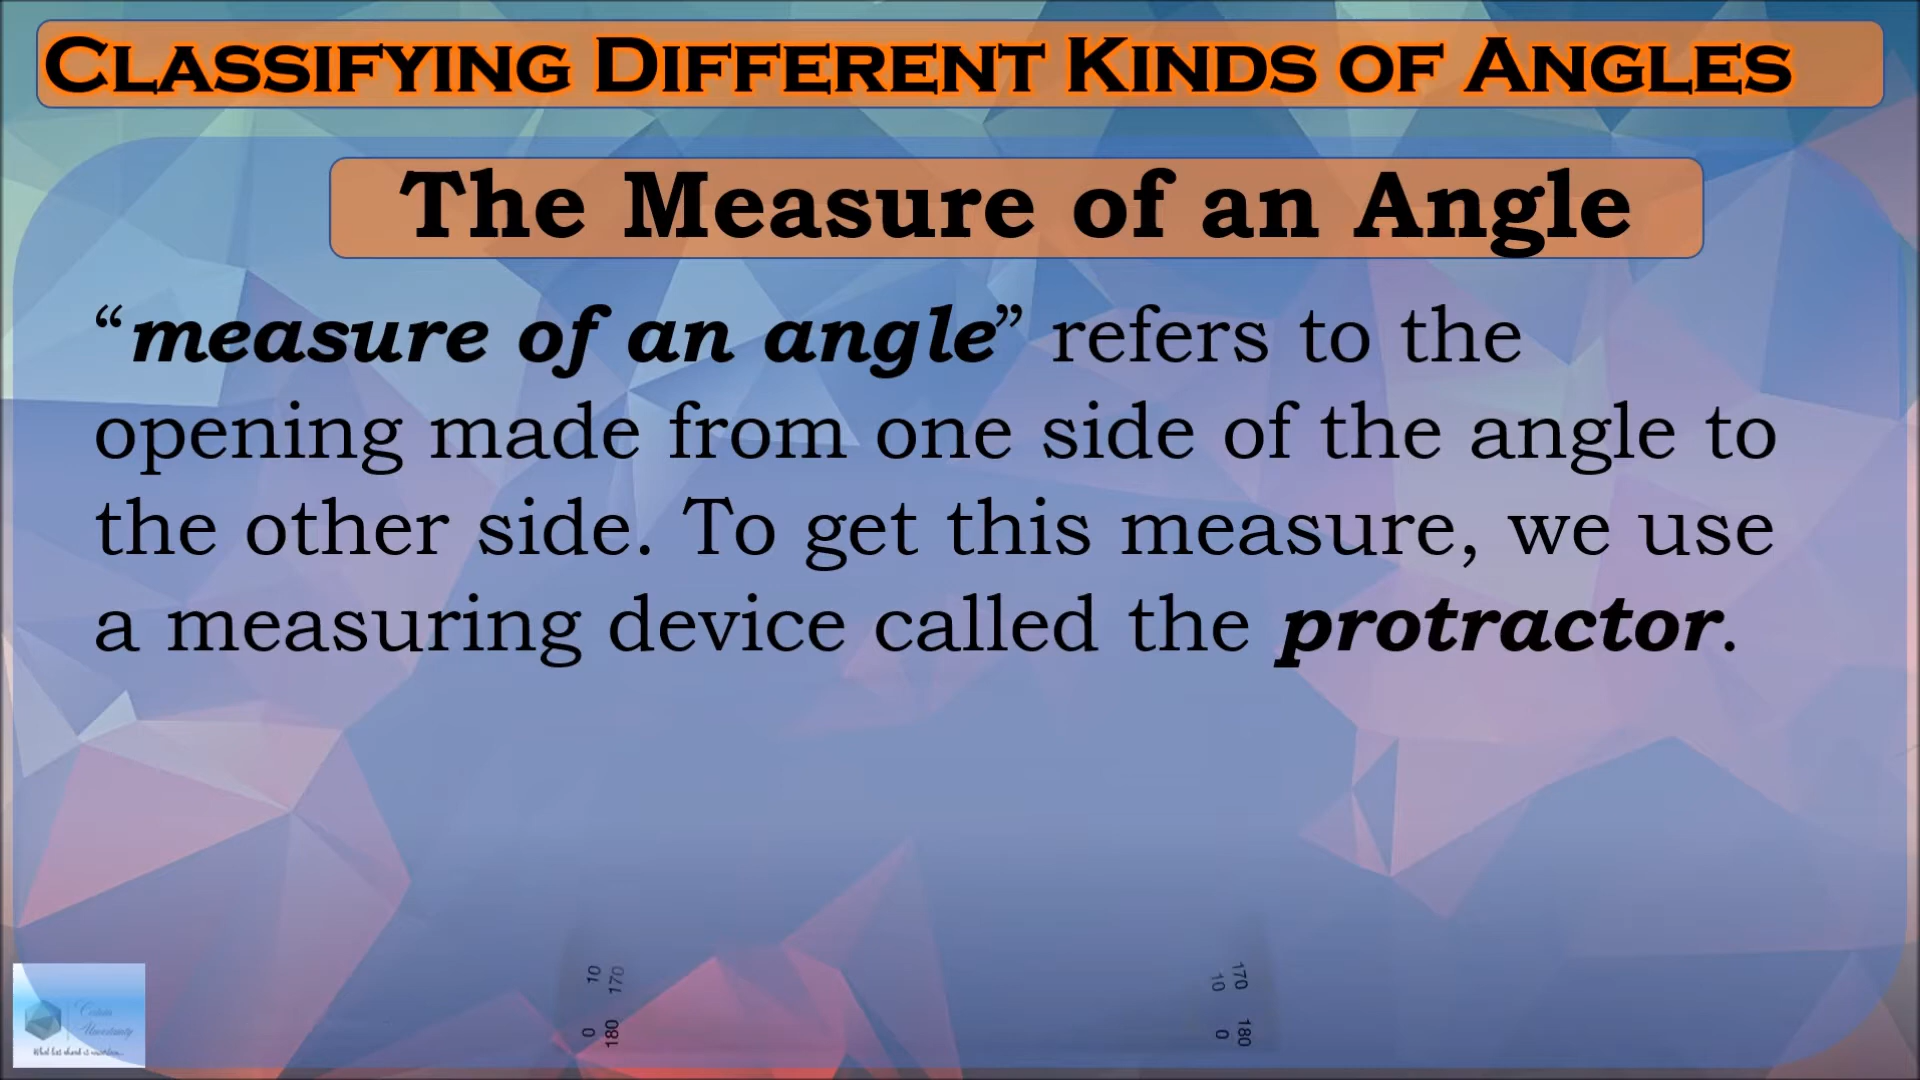 CLASSIFYING DIFFERENT KINDS OF ANGLES
The Measure of an Angle
“measure of an angle” refers to the
opening made from one side of the angle to
the other side. To get this measure, we use
a measuring device called the protractor.
10 170
0 180
170 10
180 0
Certain
Uncertainty